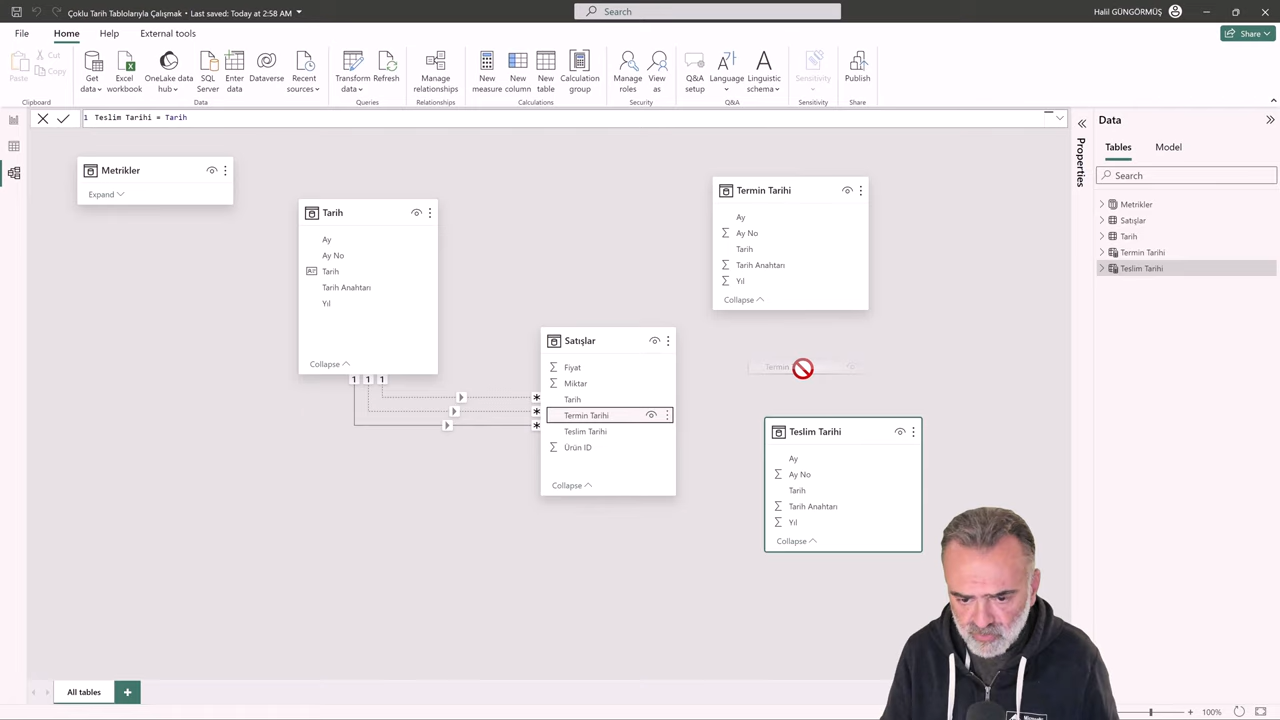 Çoklu Tarih Tablolarıyla Çalışmak • Last saved: Today at 2:58 AM
Search
Halil GÜNGÖRMÜŞ
File
Home
Help
External tools
Share
Paste
Cut
Copy
Get data
Excel workbook
OneLake data hub
SQL Server
Enter data
Dataverse
Recent sources
Transform data
Refresh
Manage relationships
New measure
New column
New table
Calculation group
Manage roles
View as
Q&A setup
Language
Linguistic schema
Sensitivity
Publish
Clipboard
Data
Queries
Relationships
Calculations
Security
Q&A
Sensitivity
Share
1 Teslim Tarihi = Tarih
Metrikler
Expand
Tarih
Ay
Ay No
Tarih
Tarih Anahtarı
Yıl
Collapse
1 1 1
Satışlar
Fiyat
Miktar
Tarih
Termin Tarihi
Teslim Tarihi
Ürün ID
Collapse
Termin Tarihi
Ay
Ay No
Tarih
Tarih Anahtarı
Yıl
Collapse
Termin
Teslim Tarihi
Ay
Ay No
Tarih
Tarih Anahtarı
Yıl
Collapse
Properties
Data
Tables
Model
Search
Metrikler
Satışlar
Tarih
Termin Tarihi
Teslim Tarihi
All tables
100%